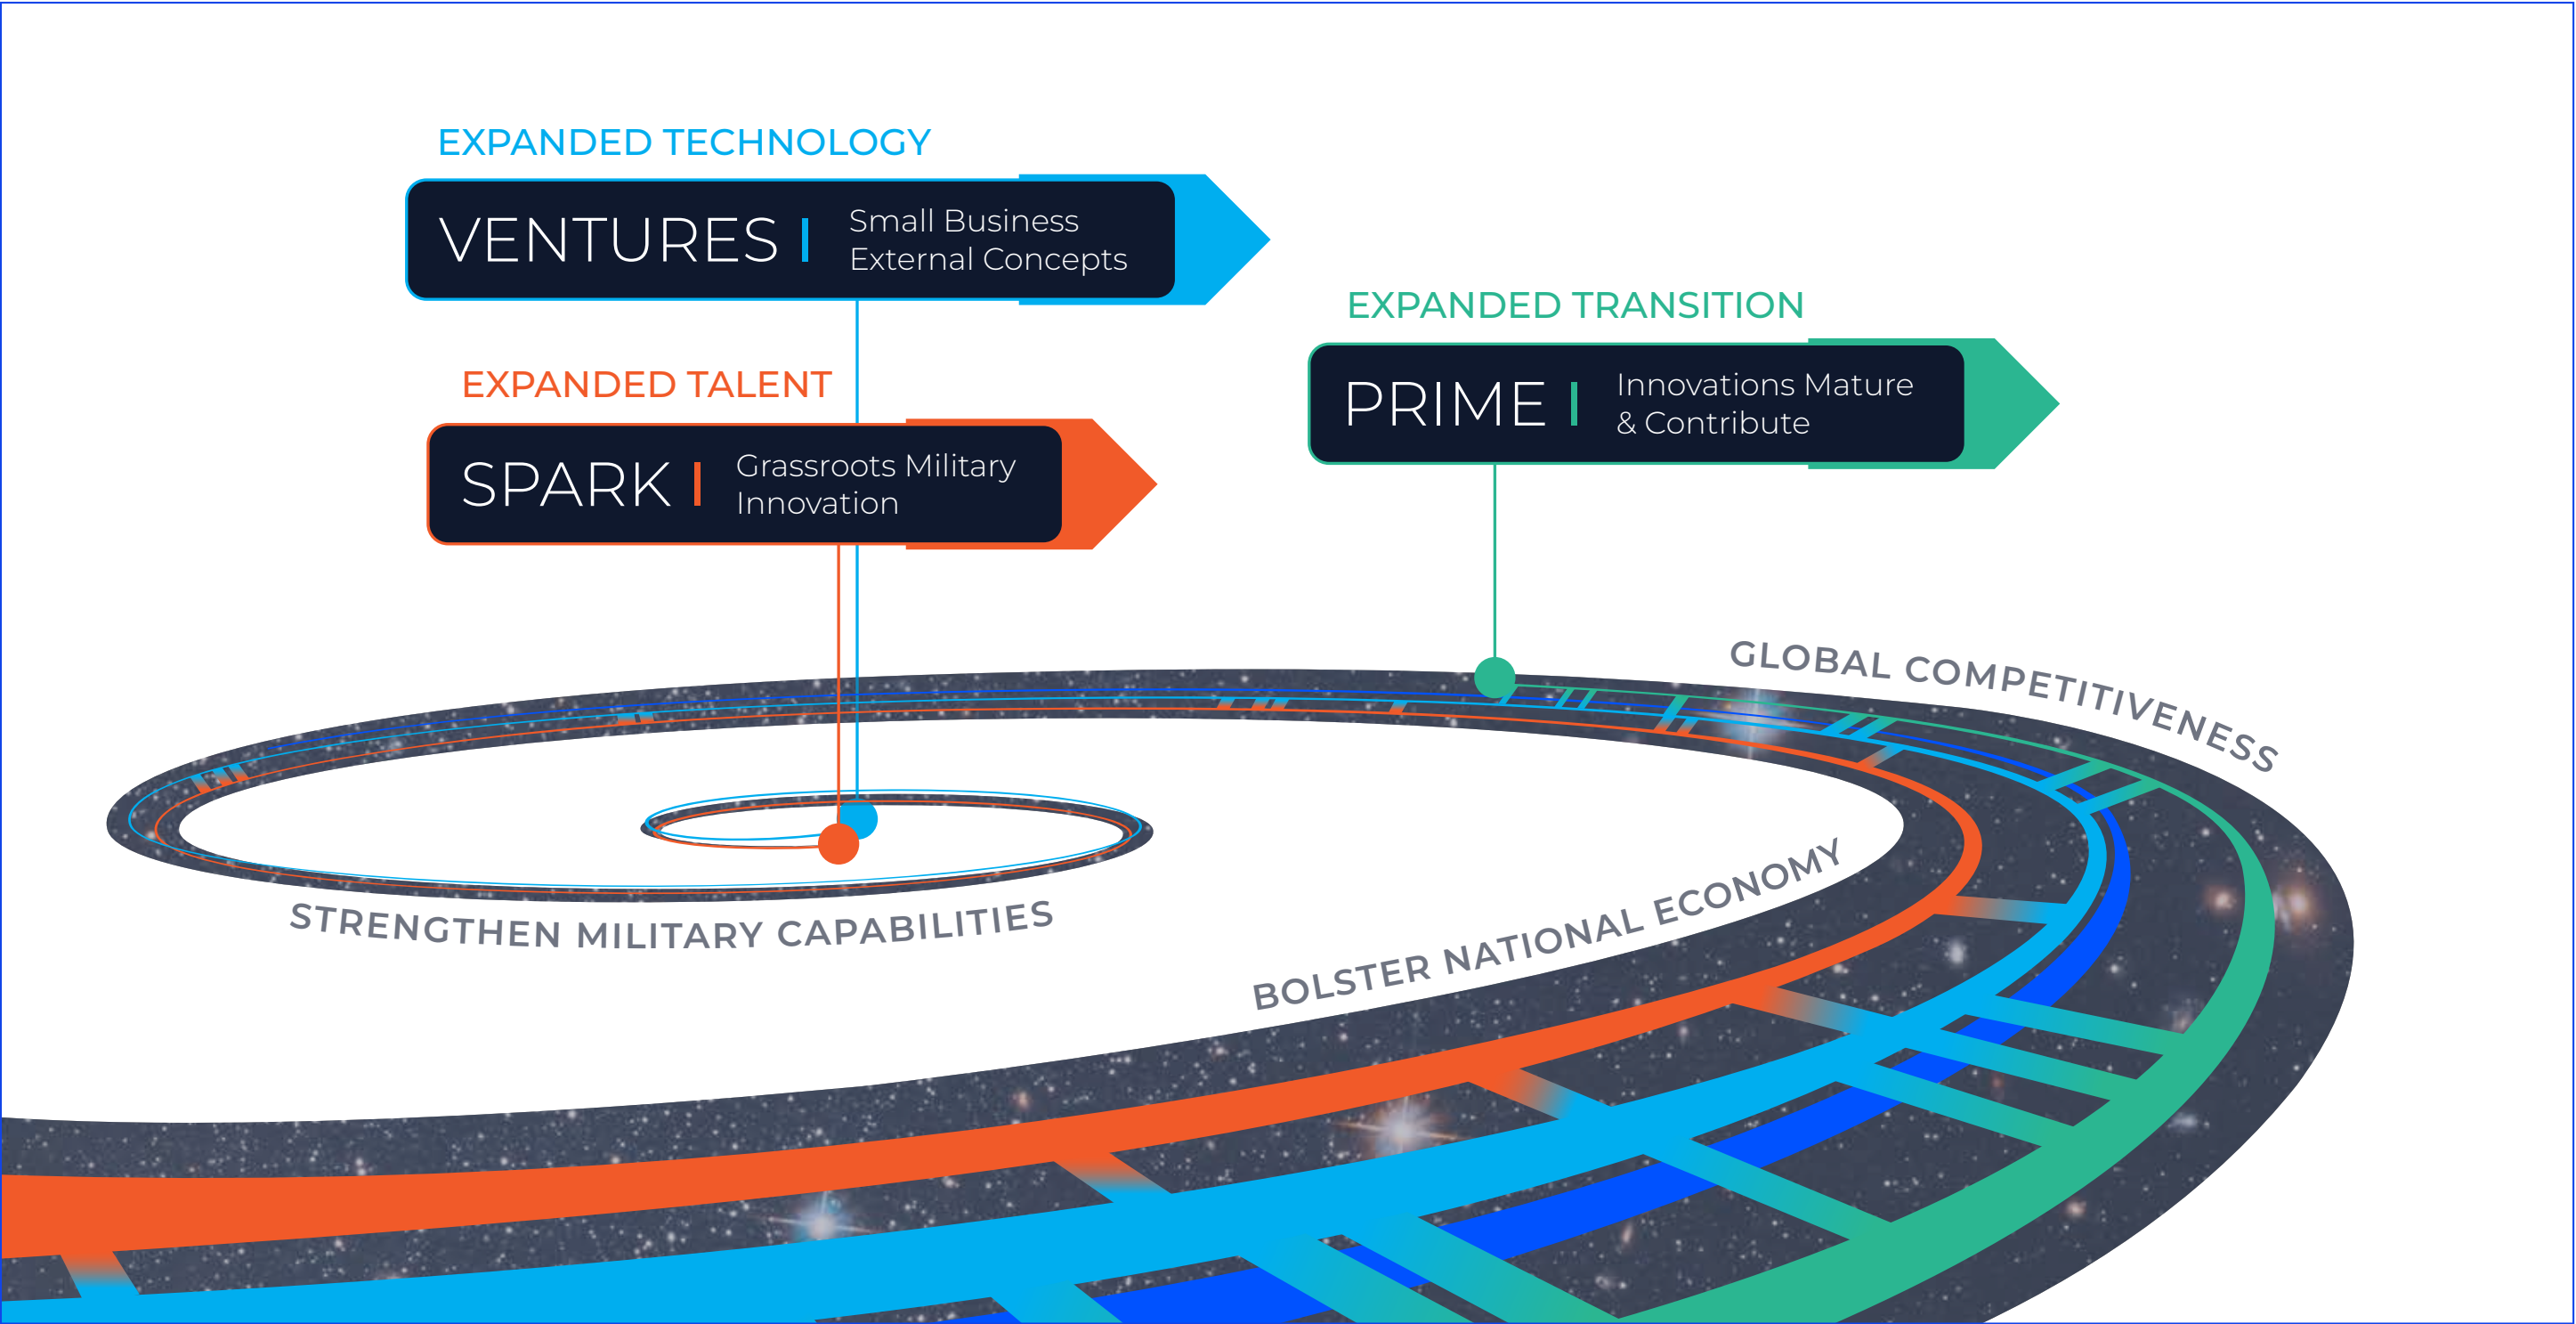 EXPANDED TECHNOLOGY
VENTURES
Small Business
External Concepts
EXPANDED TALENT
SPARK
Grassroots Military
Innovation
EXPANDED TRANSITION
PRIME
Innovations Mature
& Contribute
GLOBAL COMPETITIVENESS
STRENGTHEN MILITARY CAPABILITIES
BOLSTER NATIONAL ECONOMY